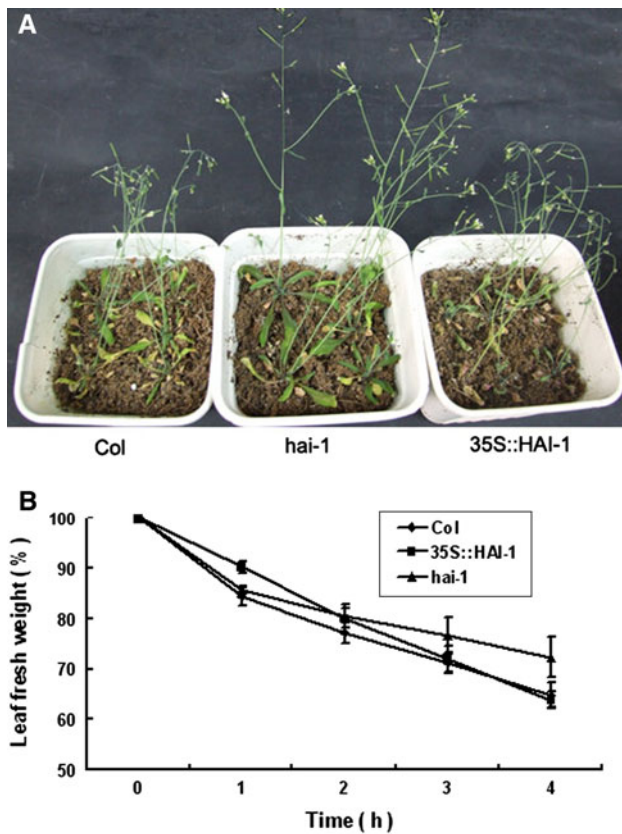 A
Col hai-1 35S::HAI-1
B
100
90
80
70
60
50
Leaf fresh weight (%)
Col
35S::HAI-1
hai-1
0 1 2 3 4
Time (h)